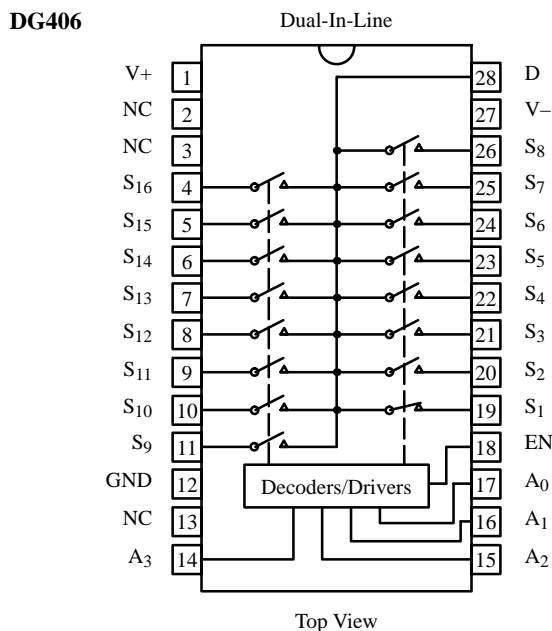 DG406
Dual-In-Line
V+ 1 28 D
NC 2 27 V–
NC 3 26 S8
S16 4 25 S7
S15 5 24 S6
S14 6 23 S5
S13 7 22 S4
S12 8 21 S3
S11 9 20 S2
S10 10 19 S1
S9 11 18 EN
GND 12 Decoders/Drivers 17 A0
NC 13 16 A1
A3 14 15 A2
Top View